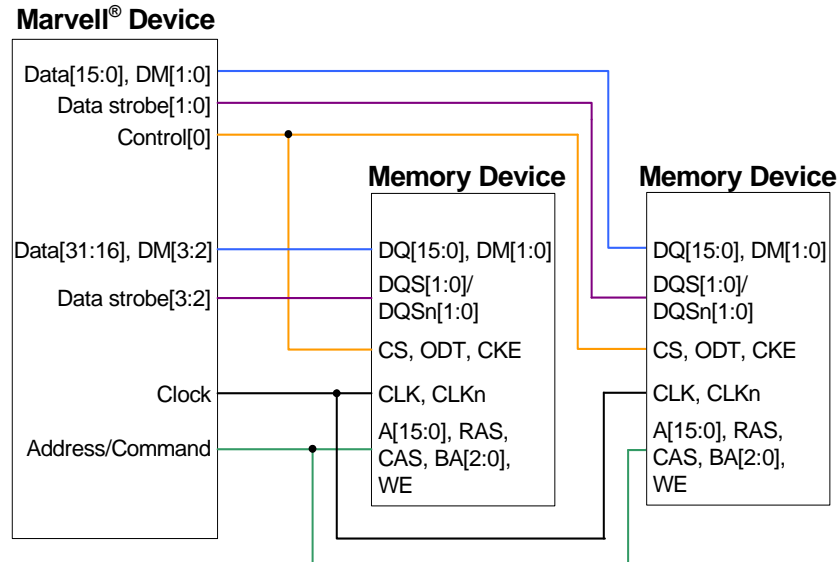 Marvell® Device
Data[15:0], DM[1:0]
Data strobe[1:0]
Control[0]
Data[31:16], DM[3:2]
Data strobe[3:2]
Clock
Address/Command
Memory Device
DQ[15:0], DM[1:0]
DQS[1:0]/
DQSn[1:0]
CS, ODT, CKE
CLK, CLKn
A[15:0], RAS,
CAS, BA[2:0],
WE
Memory Device
DQ[15:0], DM[1:0]
DQS[1:0]/
DQSn[1:0]
CS, ODT, CKE
CLK, CLKn
A[15:0], RAS,
CAS, BA[2:0],
WE